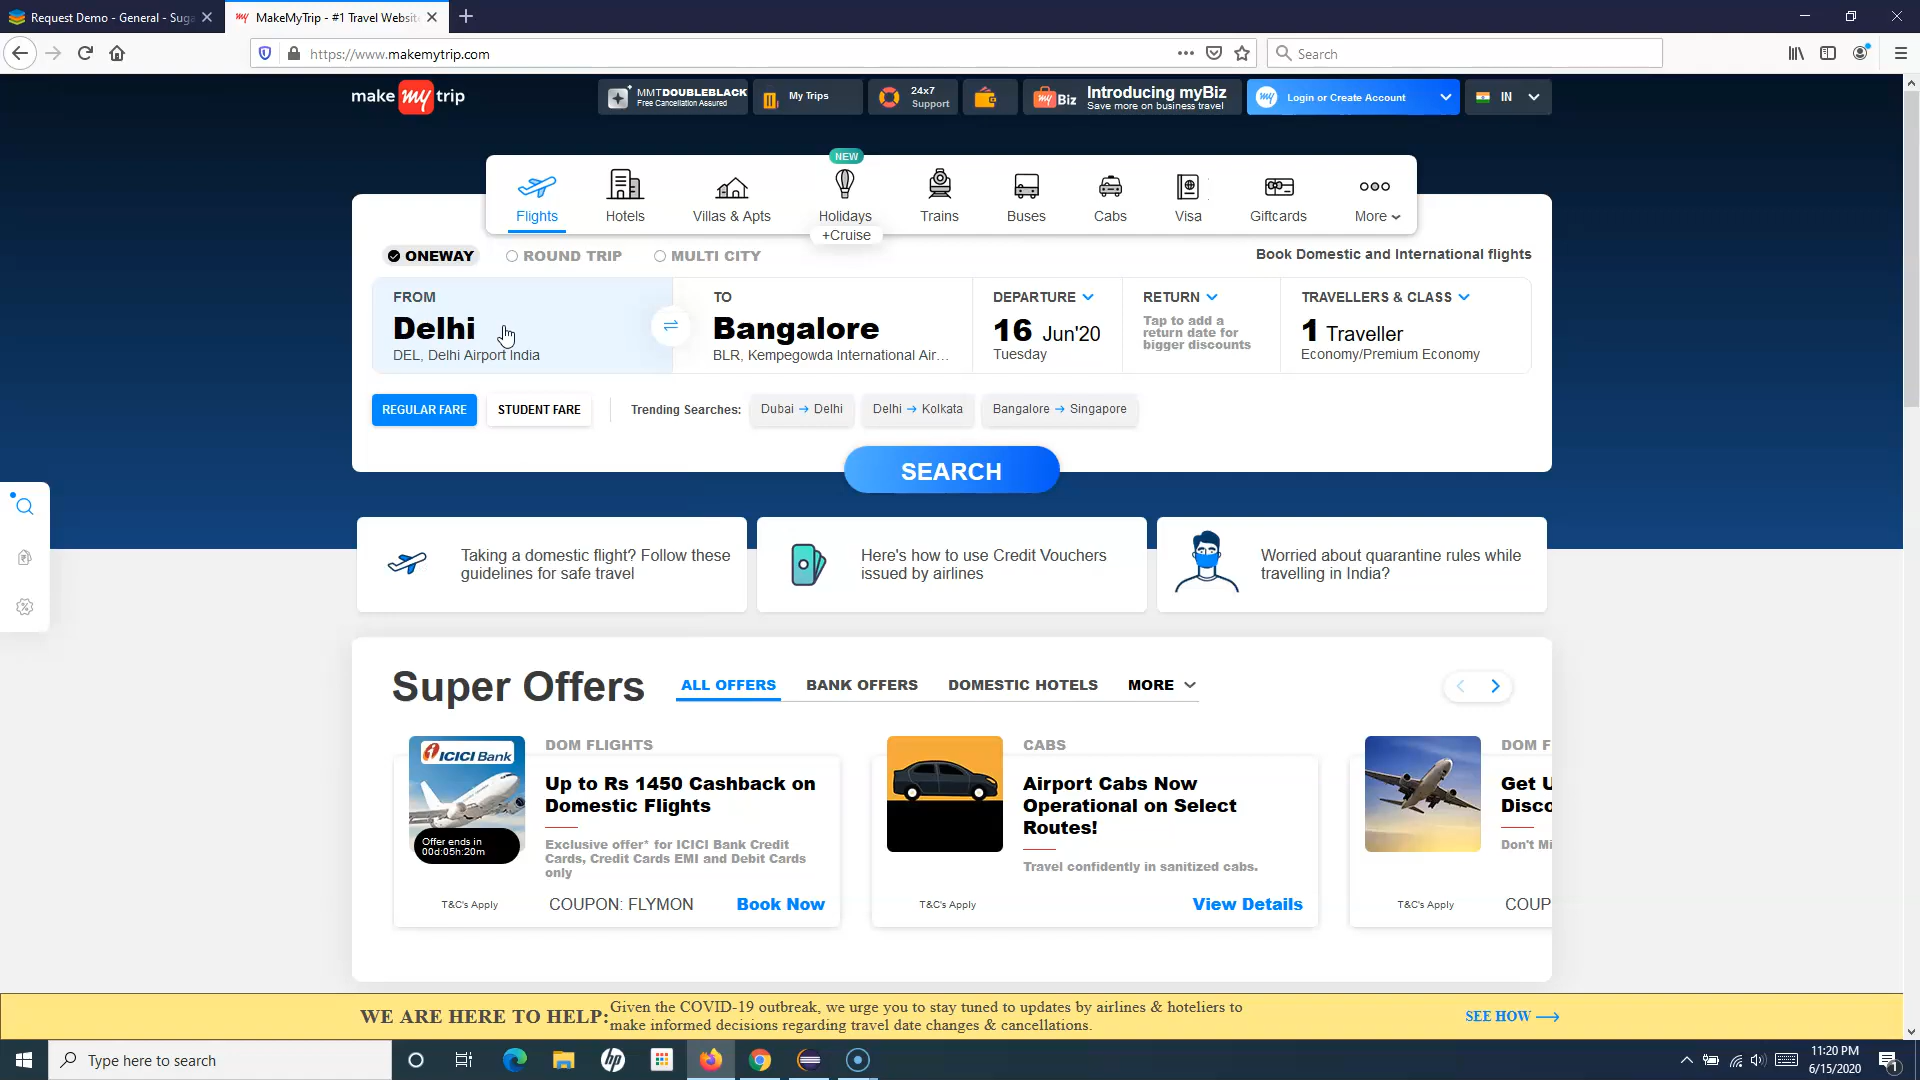 Request Demo - General - Suga
MakeMyTrip - #1 Travel Website
https://www.makemytrip.com
Search
make my trip
MMTDOUBLEBLACK
Free Cancellation Assured
My Trips
24x7
Support
my Biz
Introducing myBiz
Save more on business travel
my
Login or Create Account
IN
NEW
Flights
Hotels
Villas & Apts
Holidays
+Cruise
Trains
Buses
Cabs
Visa
Giftcards
More
ONEWAY
ROUND TRIP
MULTI CITY
Book Domestic and International flights
FROM
Delhi
DEL, Delhi Airport India
TO
Bangalore
BLR, Kempegowda International Air...
DEPARTURE
16 Jun'20
Tuesday
RETURN
Tap to add a
return date for
bigger discounts
TRAVELLERS & CLASS
1 Traveller
Economy/Premium Economy
REGULAR FARE
STUDENT FARE
Trending Searches:
Dubai → Delhi
Delhi → Kolkata
Bangalore → Singapore
SEARCH
Taking a domestic flight? Follow these
guidelines for safe travel
Here's how to use Credit Vouchers
issued by airlines
Worried about quarantine rules while
travelling in India?
Super Offers
ALL OFFERS
BANK OFFERS
DOMESTIC HOTELS
MORE
ICICI Bank
Offer ends in
00d:05h:20m
DOM FLIGHTS
Up to Rs 1450 Cashback on
Domestic Flights
Exclusive offer* for ICICI Bank Credit
Cards, Credit Cards EMI and Debit Cards
only
T&C's Apply
COUPON: FLYMON
Book Now
CABS
Airport Cabs Now
Operational on Select
Routes!
Travel confidently in sanitized cabs.
T&C's Apply
View Details
DOM F
Get U
Disco
Don't Mi
T&C's Apply
COUP
WE ARE HERE TO HELP:
Given the COVID-19 outbreak, we urge you to stay tuned to updates by airlines & hoteliers to
make informed decisions regarding travel date changes & cancellations.
SEE HOW
Type here to search
hp
11:20 PM
6/15/2020
1